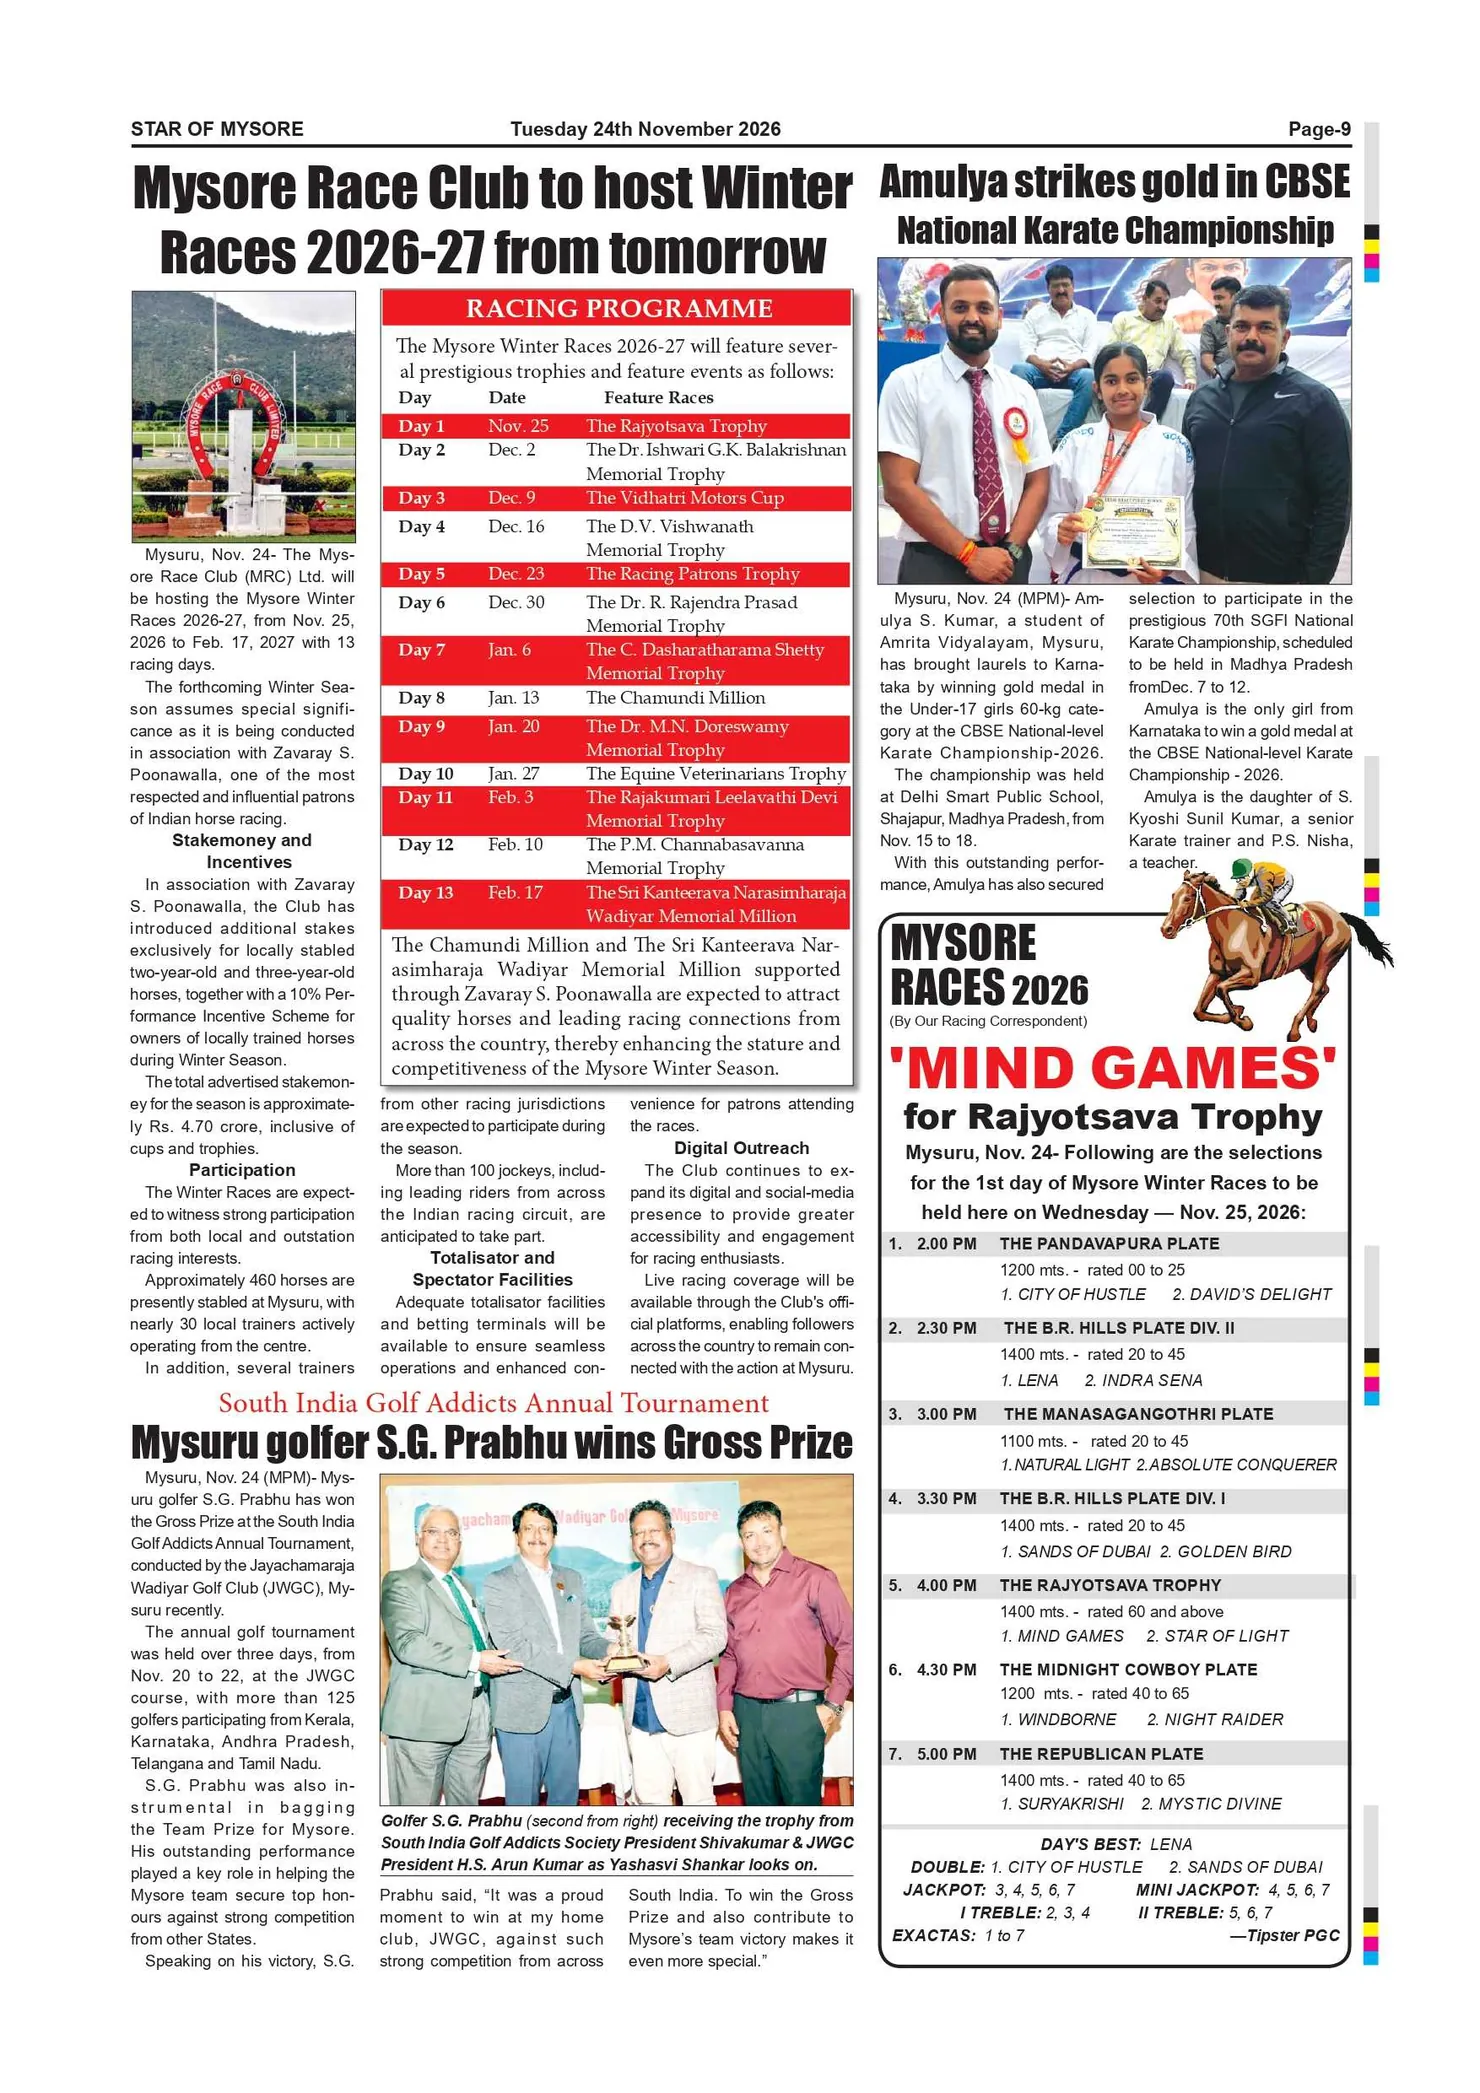 STAR OF MYSORE
Tuesday 24th November 2026
Page-9
Mysore Race Club to host Winter
Races 2026-27 from tomorrow
MYSORE RACE CLUB LIMITED
Mysuru, Nov. 24- The Mys-
ore Race Club (MRC) Ltd. will
be hosting the Mysore Winter
Races 2026-27, from Nov. 25,
2026 to Feb. 17, 2027 with 13
racing days.
The forthcoming Winter Sea-
son assumes special signifi-
cance as it is being conducted
in association with Zavaray S.
Poonawalla, one of the most
respected and influential patrons
of Indian horse racing.
Stakemoney and
Incentives
In association with Zavaray
S. Poonawalla, the Club has
introduced additional stakes
exclusively for locally stabled
two-year-old and three-year-old
horses, together with a 10% Per-
formance Incentive Scheme for
owners of locally trained horses
during Winter Season.
The total advertised stakemon-
ey for the season is approximate-
ly Rs. 4.70 crore, inclusive of
cups and trophies.
Participation
The Winter Races are expect-
ed to witness strong participation
from both local and outstation
racing interests.
Approximately 460 horses are
presently stabled at Mysuru, with
nearly 30 local trainers actively
operating from the centre.
In addition, several trainers
RACING PROGRAMME
The Mysore Winter Races 2026-27 will feature sever-
al prestigious trophies and feature events as follows:
Day Date Feature Races
Day 1 Nov. 25 The Rajyotsava Trophy
Day 2 Dec. 2 The Dr. Ishwari G.K. Balakrishnan
Memorial Trophy
Day 3 Dec. 9 The Vidhatri Motors Cup
Day 4 Dec. 16 The D.V. Vishwanath
Memorial Trophy
Day 5 Dec. 23 The Racing Patrons Trophy
Day 6 Dec. 30 The Dr. R. Rajendra Prasad
Memorial Trophy
Day 7 Jan. 6 The C. Dasharatharama Shetty
Memorial Trophy
Day 8 Jan. 13 The Chamundi Million
Day 9 Jan. 20 The Dr. M.N. Doreswamy
Memorial Trophy
Day 10 Jan. 27 The Equine Veterinarians Trophy
Day 11 Feb. 3 The Rajakumari Leelavathi Devi
Memorial Trophy
Day 12 Feb. 10 The P.M. Channabasavanna
Memorial Trophy
Day 13 Feb. 17 The Sri Kanteerava Narasimharaja
Wadiyar Memorial Million
The Chamundi Million and The Sri Kanteerava Nar-
asimharaja Wadiyar Memorial Million supported
through Zavaray S. Poonawalla are expected to attract
quality horses and leading racing connections from
across the country, thereby enhancing the stature and
competitiveness of the Mysore Winter Season.
from other racing jurisdictions
are expected to participate during
the season.
More than 100 jockeys, includ-
ing leading riders from across
the Indian racing circuit, are
anticipated to take part.
Totalisator and
Spectator Facilities
Adequate totalisator facilities
and betting terminals will be
available to ensure seamless
operations and enhanced con-
venience for patrons attending
the races.
Digital Outreach
The Club continues to ex-
pand its digital and social-media
presence to provide greater
accessibility and engagement
for racing enthusiasts.
Live racing coverage will be
available through the Club's offi-
cial platforms, enabling followers
across the country to remain con-
nected with the action at Mysuru.
Amulya strikes gold in CBSE
National Karate Championship
Mysuru, Nov. 24 (MPM)- Am-
ulya S. Kumar, a student of
Amrita Vidyalayam, Mysuru,
has brought laurels to Karna-
taka by winning gold medal in
the Under-17 girls 60-kg cate-
gory at the CBSE National-level
Karate Championship-2026.
The championship was held
at Delhi Smart Public School,
Shajapur, Madhya Pradesh, from
Nov. 15 to 18.
With this outstanding perfor-
mance, Amulya has also secured
selection to participate in the
prestigious 70th SGFI National
Karate Championship, scheduled
to be held in Madhya Pradesh
fromDec. 7 to 12.
Amulya is the only girl from
Karnataka to win a gold medal at
the CBSE National-level Karate
Championship - 2026.
Amulya is the daughter of S.
Kyoshi Sunil Kumar, a senior
Karate trainer and P.S. Nisha,
a teacher.
MYSORE
RACES 2026
(By Our Racing Correspondent)
'MIND GAMES'
for Rajyotsava Trophy
Mysuru, Nov. 24- Following are the selections
for the 1st day of Mysore Winter Races to be
held here on Wednesday — Nov. 25, 2026:
1. 2.00 PM THE PANDAVAPURA PLATE
1200 mts. - rated 00 to 25
1. CITY OF HUSTLE 2. DAVID'S DELIGHT
2. 2.30 PM THE B.R. HILLS PLATE DIV. II
1400 mts. - rated 20 to 45
1. LENA 2. INDRA SENA
3. 3.00 PM THE MANASAGANGOTHRI PLATE
1100 mts. - rated 20 to 45
1. NATURAL LIGHT 2. ABSOLUTE CONQUERER
4. 3.30 PM THE B.R. HILLS PLATE DIV. I
1400 mts. - rated 20 to 45
1. SANDS OF DUBAI 2. GOLDEN BIRD
5. 4.00 PM THE RAJYOTSAVA TROPHY
1400 mts. - rated 60 and above
1. MIND GAMES 2. STAR OF LIGHT
6. 4.30 PM THE MIDNIGHT COWBOY PLATE
1200 mts. - rated 40 to 65
1. WINDBORNE 2. NIGHT RAIDER
7. 5.00 PM THE REPUBLICAN PLATE
1400 mts. - rated 40 to 65
1. SURYAKRISHI 2. MYSTIC DIVINE
DAY'S BEST: LENA
DOUBLE: 1. CITY OF HUSTLE 2. SANDS OF DUBAI
JACKPOT: 3, 4, 5, 6, 7 MINI JACKPOT: 4, 5, 6, 7
I TREBLE: 2, 3, 4 II TREBLE: 5, 6, 7
EXACTAS: 1 to 7 —Tipster PGC
South India Golf Addicts Annual Tournament
Mysuru golfer S.G. Prabhu wins Gross Prize
Mysuru, Nov. 24 (MPM)- Mys-
uru golfer S.G. Prabhu has won
the Gross Prize at the South India
Golf Addicts Annual Tournament,
conducted by the Jayachamaraja
Wadiyar Golf Club (JWGC), My-
suru recently.
The annual golf tournament
was held over three days, from
Nov. 20 to 22, at the JWGC
course, with more than 125
golfers participating from Kerala,
Karnataka, Andhra Pradesh,
Telangana and Tamil Nadu.
S.G. Prabhu was also in-
strumental in bagging
the Team Prize for Mysore.
His outstanding performance
played a key role in helping the
Mysore team secure top hon-
ours against strong competition
from other States.
Speaking on his victory, S.G.
yacham Wadiyar Gol Mysore
Golfer S.G. Prabhu (second from right) receiving the trophy from
South India Golf Addicts Society President Shivakumar & JWGC
President H.S. Arun Kumar as Yashasvi Shankar looks on.
Prabhu said, “It was a proud
moment to win at my home
club, JWGC, against such
strong competition from across
South India. To win the Gross
Prize and also contribute to
Mysore’s team victory makes it
even more special.”